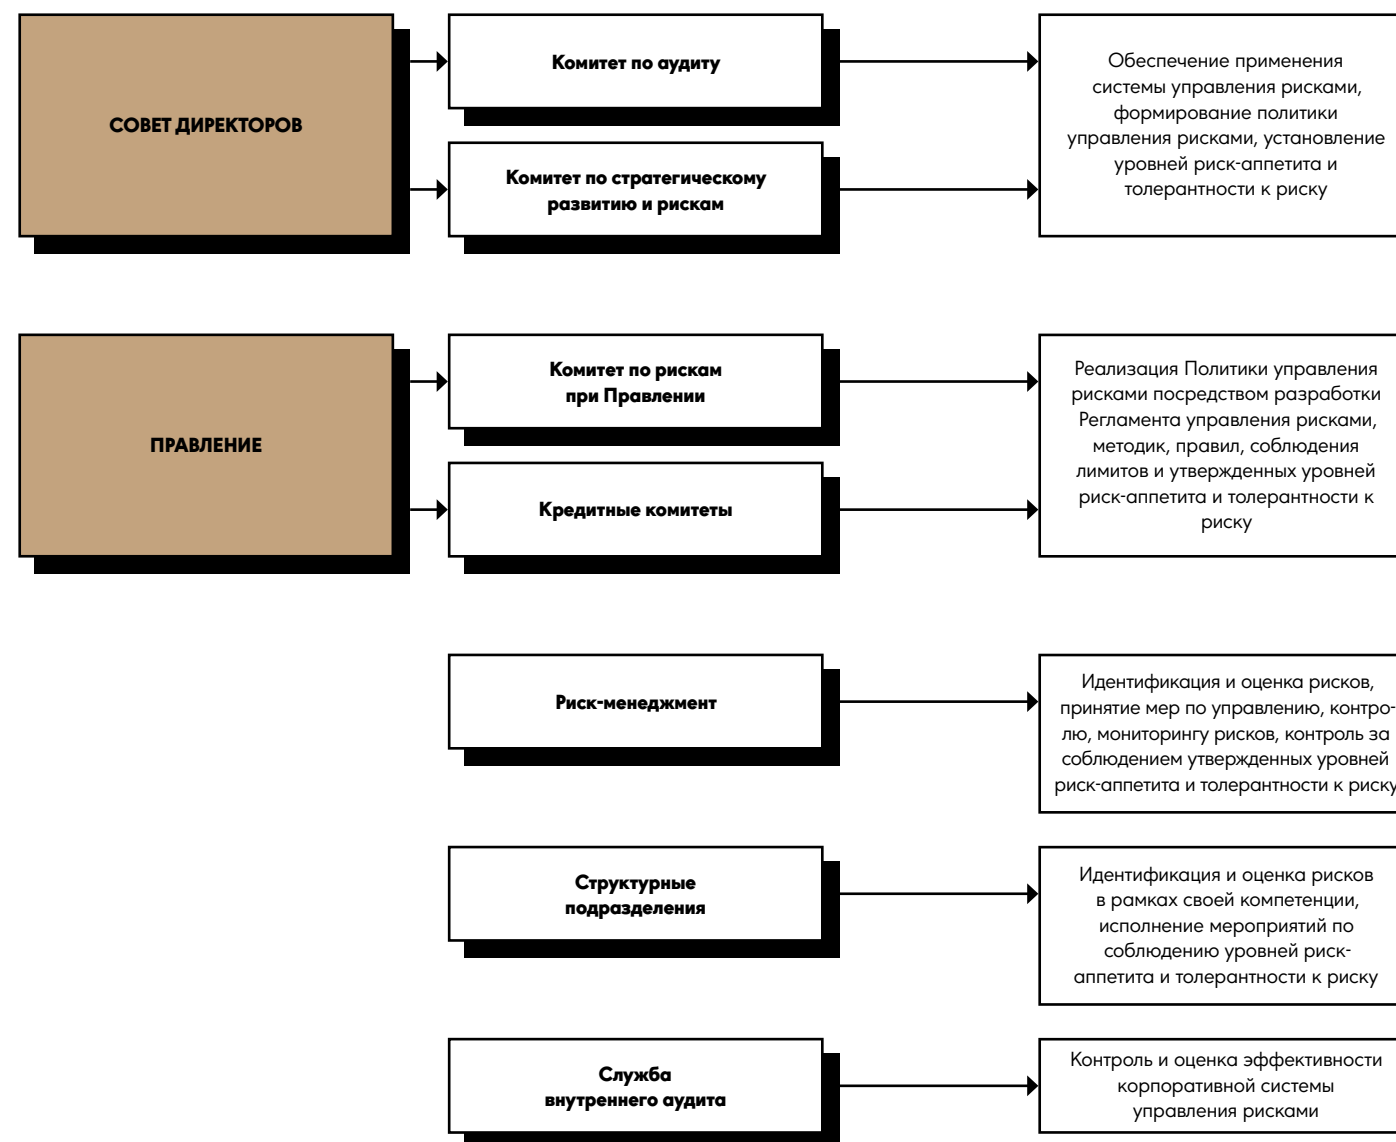 СОВЕТ ДИРЕКТОРОВ
Комитет по аудиту
Комитет по стратегическому
развитию и рискам
Обеспечение применения
системы управления рисками,
формирование политики
управления рисками, установление
уровней риск-аппетита и
толерантности к риску
ПРАВЛЕНИЕ
Комитет по рискам
при Правлении
Кредитные комитеты
Реализация Политики управления
рисками посредством разработки
Регламента управления рисками,
методик, правил, соблюдения
лимитов и утвержденных уровней
риск-аппетита и толерантности к
риску
Риск-менеджмент
Идентификация и оценка рисков,
принятие мер по управлению, контро-
лю, мониторингу рисков, контроль за
соблюдением утвержденных уровней
риск-аппетита и толерантности к риску
Структурные
подразделения
Идентификация и оценка рисков
в рамках своей компетенции,
исполнение мероприятий по
соблюдению уровней риск-
аппетита и толерантности к риску
Служба
внутреннего аудита
Контроль и оценка эффективности
корпоративной системы
управления рисками